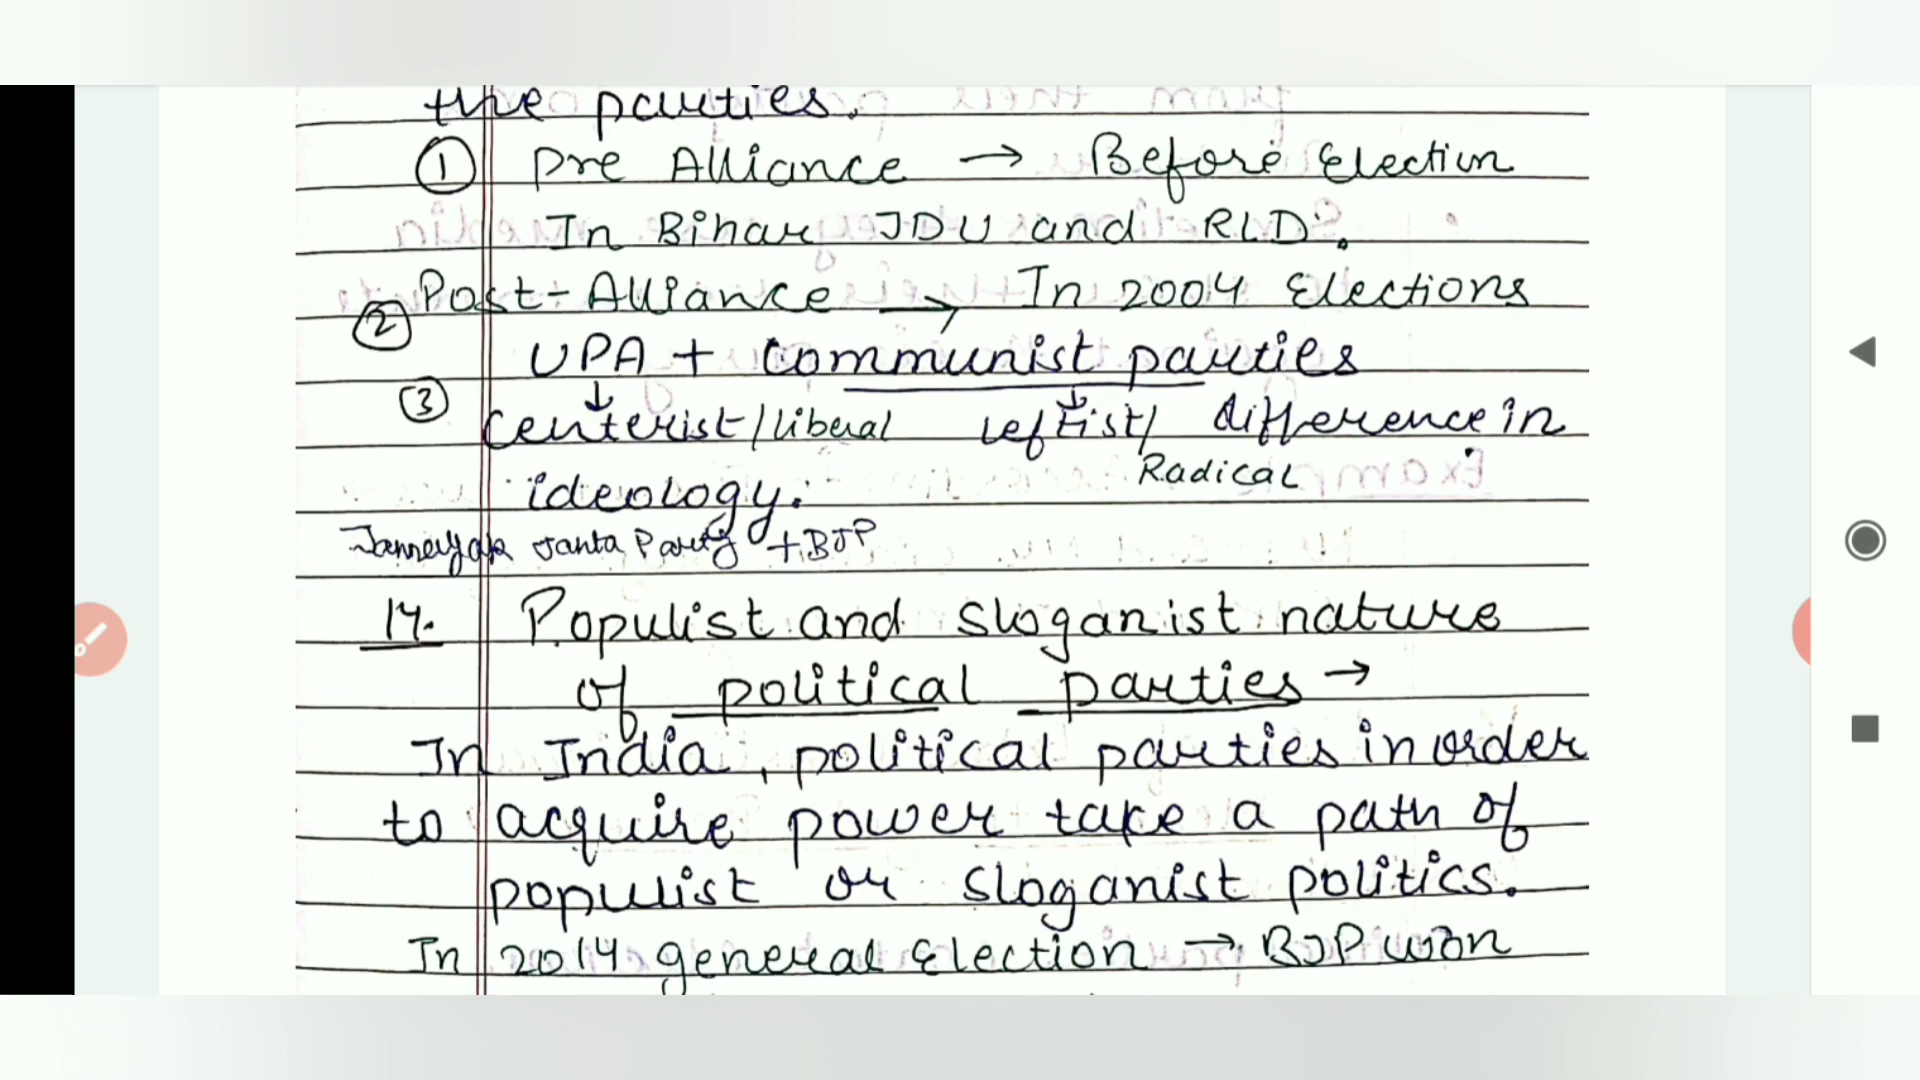 the parties.
① Pre Alliance → Before Election
In Bihar JDU and RLD.
② Post-Alliance → In 2004 Elections
UPA + Communist parties
③ ↓ ↓
Centerist/liberal leftist/ difference in
Radical
ideology.
Jannayak Janta Party + BJP
14. Populist and sloganist nature
of political parties →
In India, political parties in order
to acquire power take a path of
populist or sloganist politics.
In 2014 general Election → BJP won